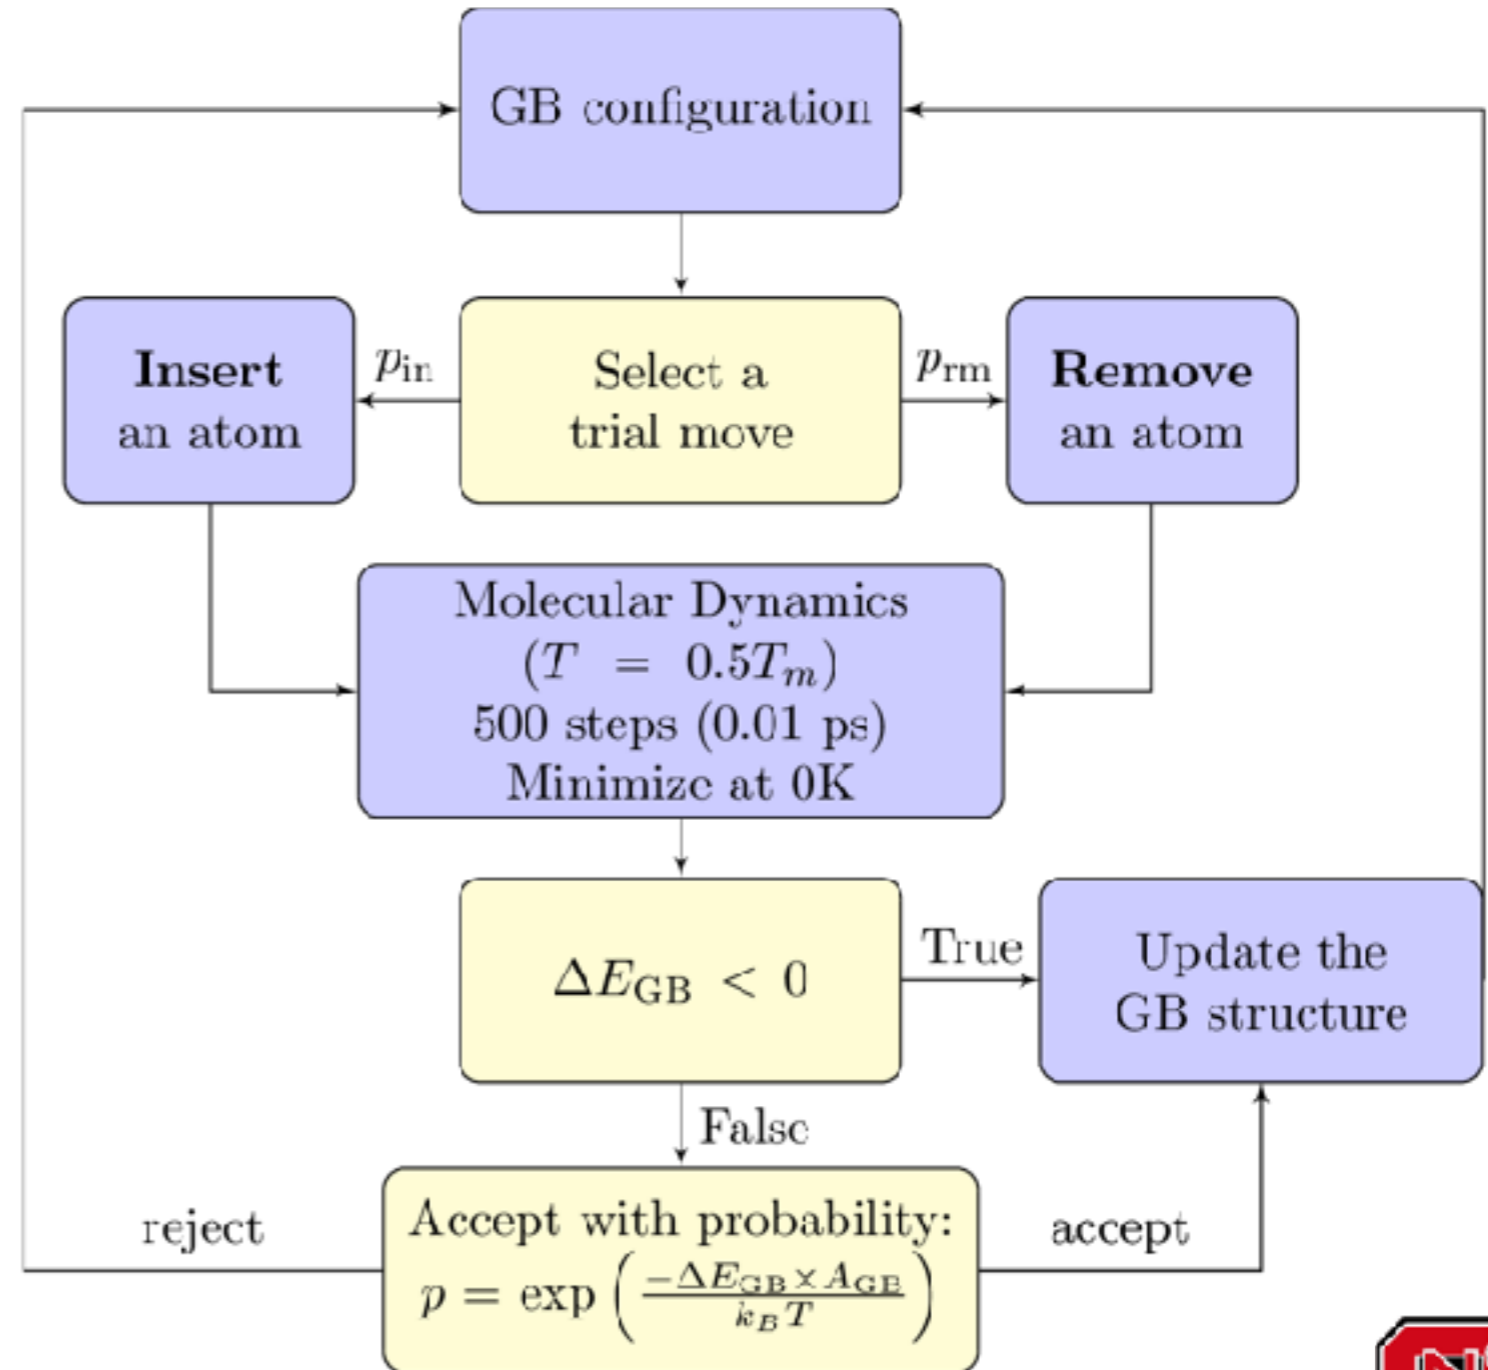 GB configuration
Insert
an atom
p_in
Select a
trial move
p_rm
Remove
an atom
Molecular Dynamics
(T = 0.5T_m)
500 steps (0.01 ps)
Minimize at 0K
ΔE_GB < 0
True
Update the
GB structure
False
reject
Accept with probability:
p = exp(−ΔE_GB×A_GB / k_B T)
accept